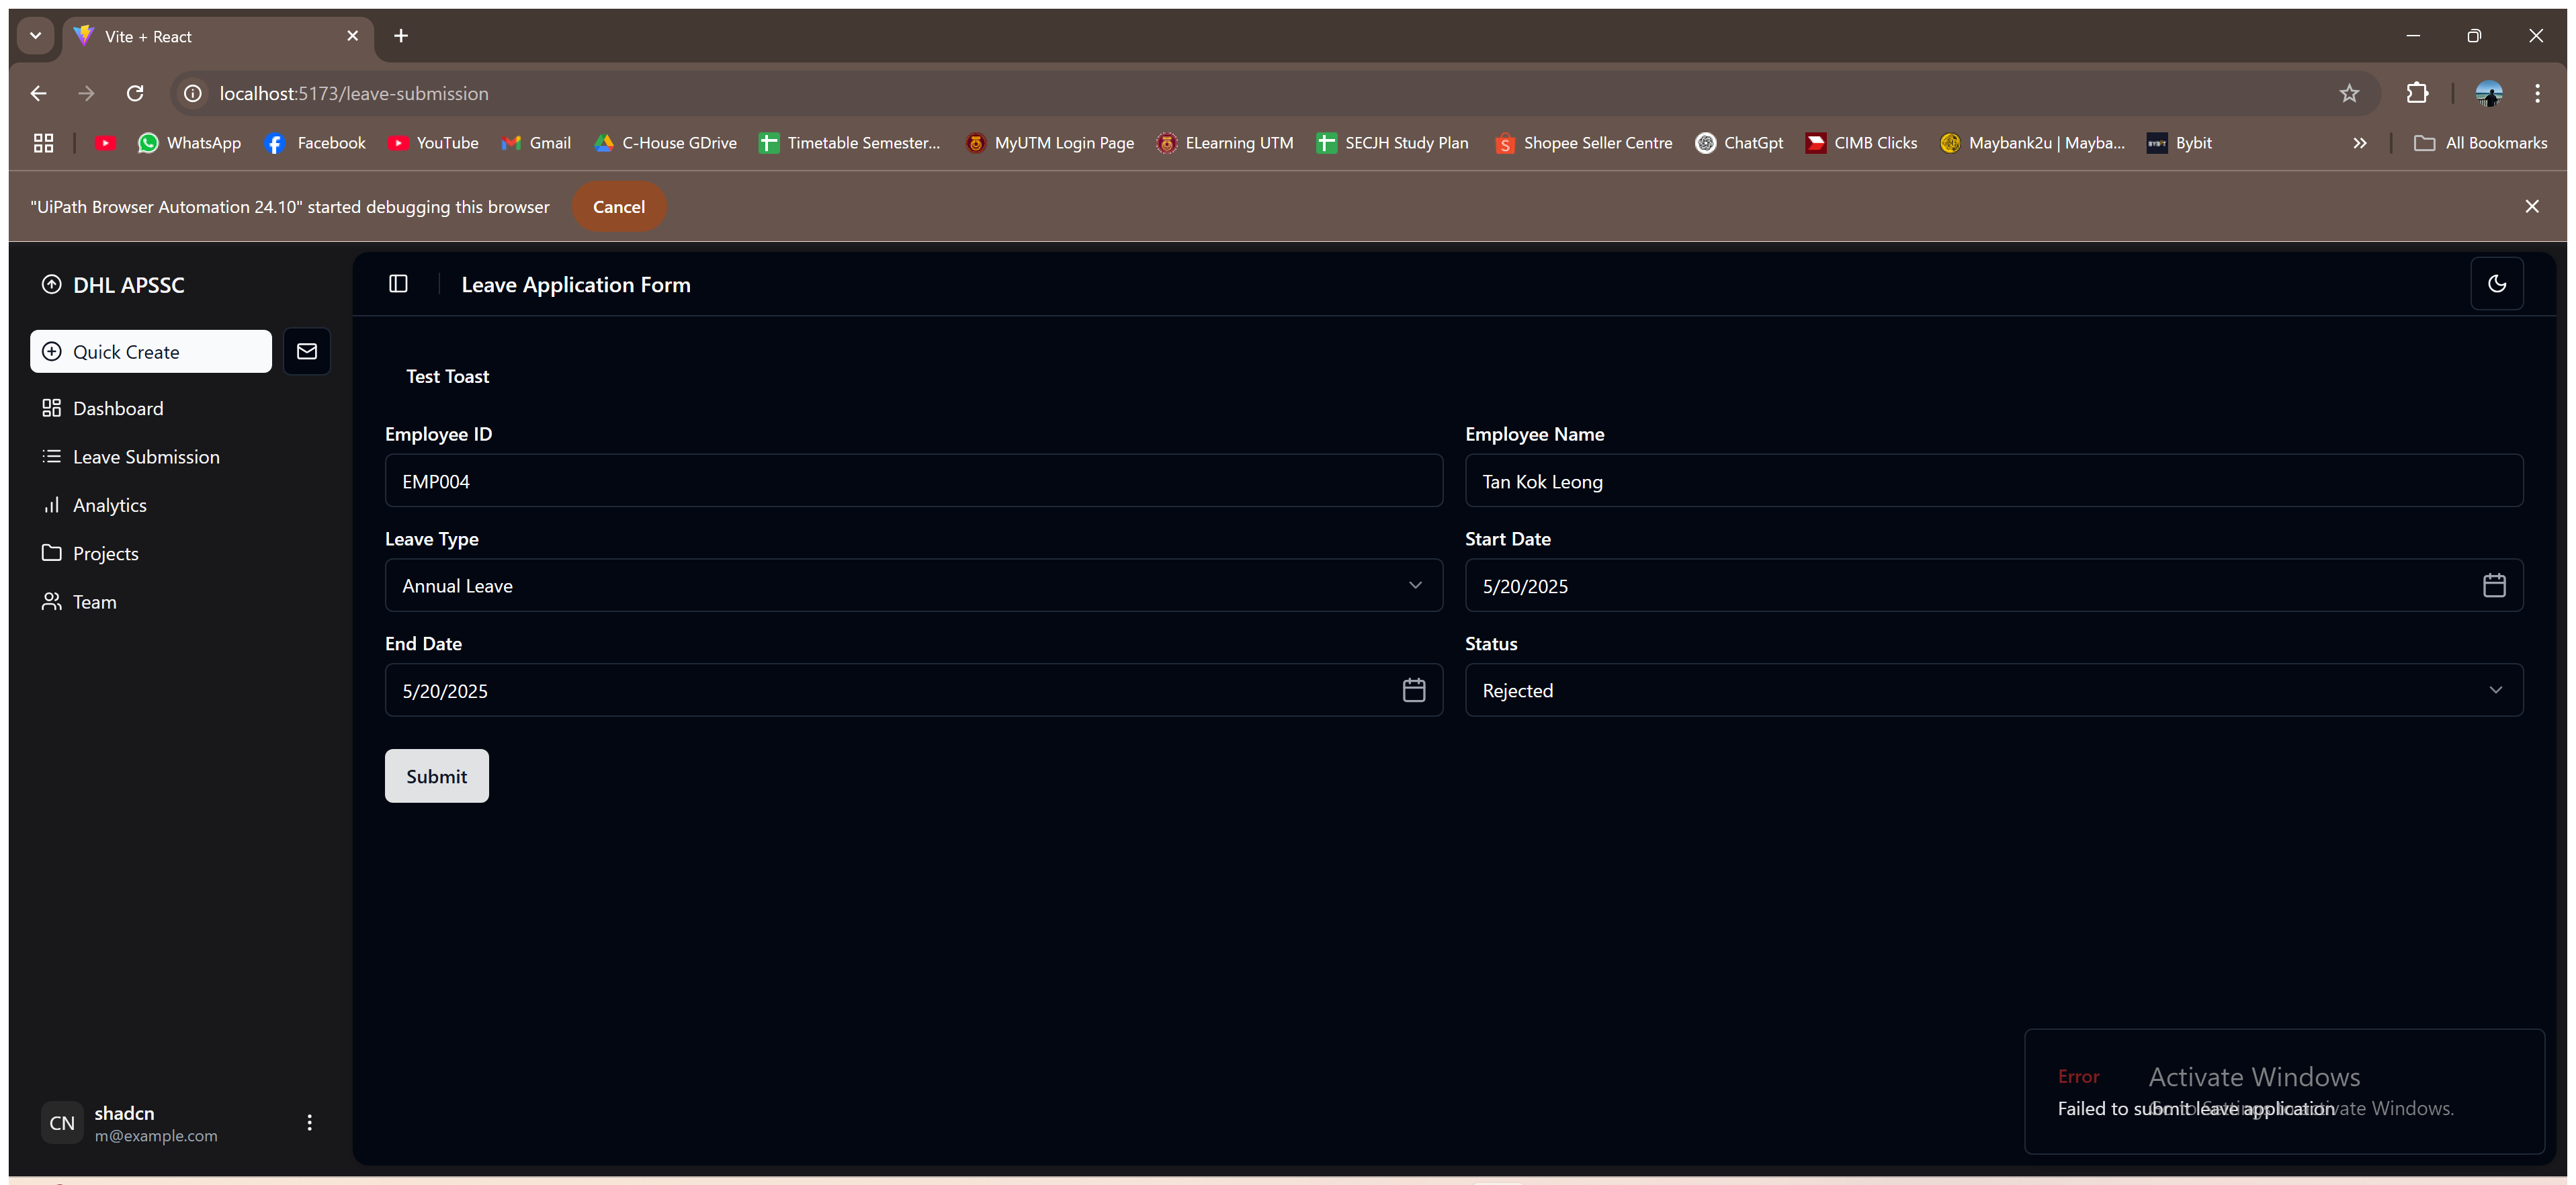 Vite + React
localhost:5173/leave-submission
WhatsApp Facebook YouTube Gmail C-House GDrive Timetable Semester... MyUTM Login Page ELearning UTM SECJH Study Plan Shopee Seller Centre ChatGpt CIMB Clicks Maybank2u | Mayba... Bybit All Bookmarks
"UiPath Browser Automation 24.10" started debugging this browser Cancel
DHL APSSC
Leave Application Form
Quick Create
Dashboard
Leave Submission
Analytics
Projects
Team
Test Toast
Employee ID
EMP004
Employee Name
Tan Kok Leong
Leave Type
Annual Leave
Start Date
5/20/2025
End Date
5/20/2025
Status
Rejected
Submit
CN
shadcn
m@example.com
Error
Failed to submit leave application
Activate Windows
Go to Settings to activate Windows.